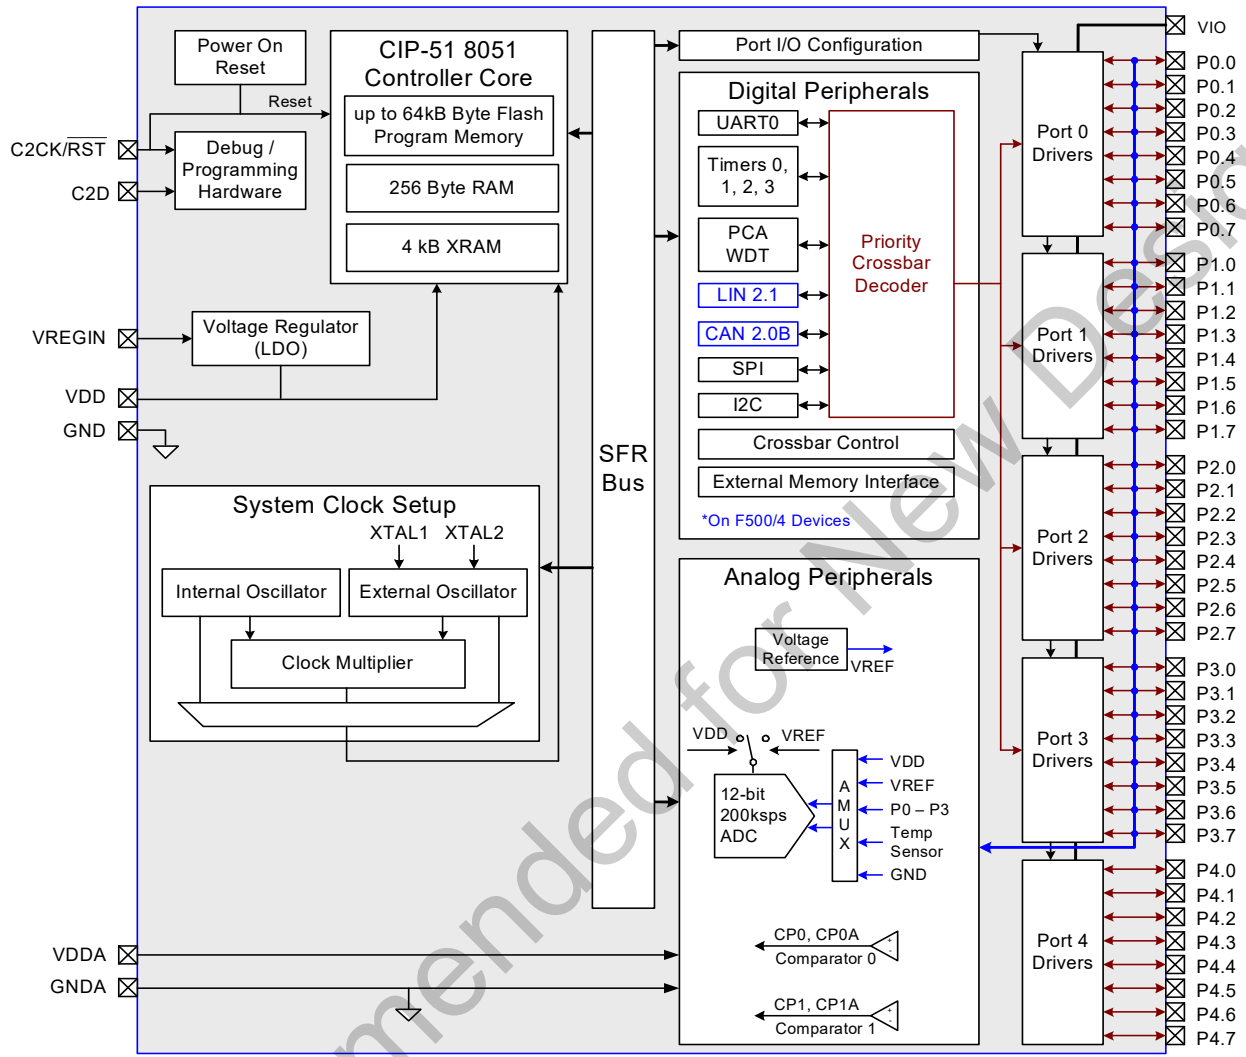 Power On
Reset
Reset
C2CK/RST
C2D
Debug /
Programming
Hardware
CIP-51 8051
Controller Core
up to 64kB Byte Flash
Program Memory
256 Byte RAM
4 kB XRAM
VREGIN
Voltage Regulator
(LDO)
VDD
GND
System Clock Setup
XTAL1
XTAL2
Internal Oscillator
External Oscillator
Clock Multiplier
VDDA
GNDA
SFR
Bus
Port I/O Configuration
Digital Peripherals
UART0
Timers 0,
1, 2, 3
PCA
WDT
LIN 2.1
CAN 2.0B
SPI
I2C
Priority
Crossbar
Decoder
Crossbar Control
External Memory Interface
*On F500/4 Devices
Analog Peripherals
Voltage
Reference
VREF
VDD
VREF
12-bit
200ksps
ADC
A
M
U
X
VDD
VREF
P0 – P3
Temp
Sensor
GND
CP0, CP0A
+
-
Comparator 0
CP1, CP1A
+
-
Comparator 1
Port 0
Drivers
Port 1
Drivers
Port 2
Drivers
Port 3
Drivers
Port 4
Drivers
VIO
P0.0
P0.1
P0.2
P0.3
P0.4
P0.5
P0.6
P0.7
P1.0
P1.1
P1.2
P1.3
P1.4
P1.5
P1.6
P1.7
P2.0
P2.1
P2.2
P2.3
P2.4
P2.5
P2.6
P2.7
P3.0
P3.1
P3.2
P3.3
P3.4
P3.5
P3.6
P3.7
P4.0
P4.1
P4.2
P4.3
P4.4
P4.5
P4.6
P4.7
mended for New Desig